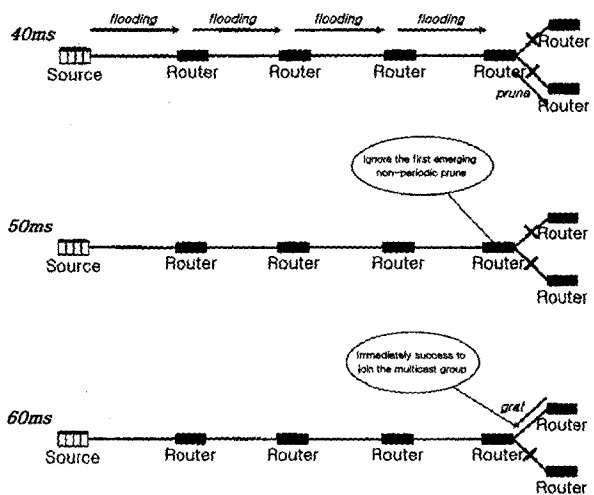 flooding flooding flooding flooding
40ms
Router
Source Router Router Router Router
prune
Router
Ignore the first emerging
non-periodic prune
50ms
Router
Source Router Router Router Router
Router
Immediately success to
join the multicast group
60ms
graft
Router
Source Router Router Router Router
Router